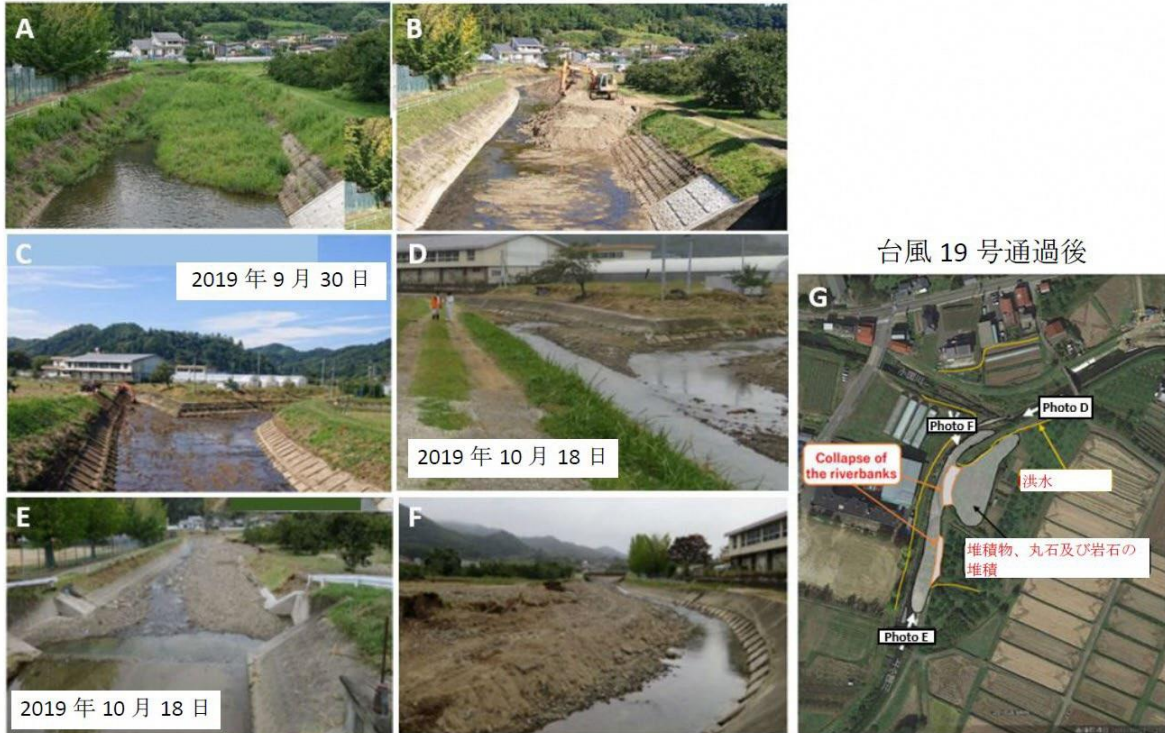 A
B
C
2019 年 9 月 30 日
D
2019 年 10 月 18 日
台風 19 号通過後
G
Photo D
Photo F
Collapse of
the riverbanks
洪水
堆積物、丸石及び岩石の
堆積
Photo E
E
2019 年 10 月 18 日
F